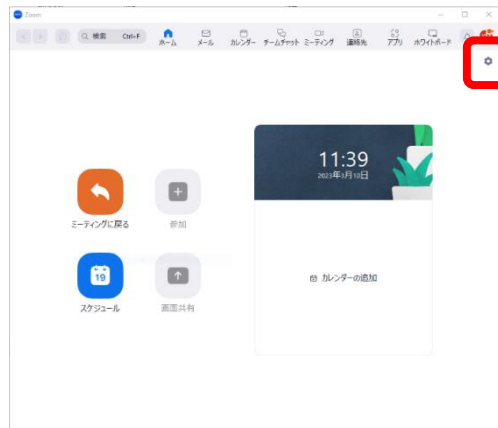 Zoom
検索 Ctrl+F
ホーム
メール
カレンダー
チームチャット
ミーティング
連絡先
アプリ
ホワイトボード
11:39
2023年3月10日
ミーティングに戻る
参加
19
スケジュール
画面共有
カレンダーの追加